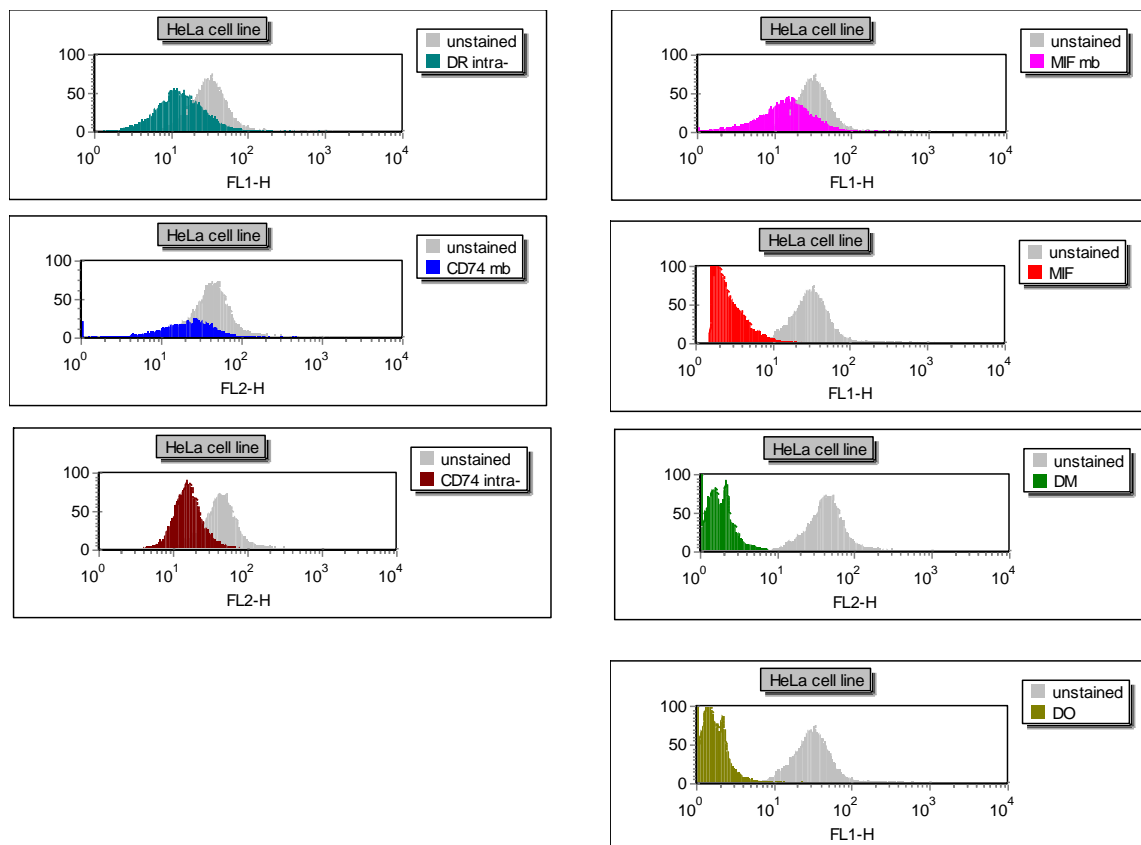 HeLa cell line
unstained
DR intra-
100
50
0
10^0 10^1 10^2 10^3 10^4
FL1-H
HeLa cell line
unstained
MIF mb
100
50
0
10^0 10^1 10^2 10^3 10^4
FL1-H
HeLa cell line
unstained
CD74 mb
100
50
0
10^0 10^1 10^2 10^3 10^4
FL2-H
HeLa cell line
unstained
MIF
100
50
0
10^0 10^1 10^2 10^3 10^4
FL1-H
HeLa cell line
unstained
CD74 intra-
100
50
0
10^0 10^1 10^2 10^3 10^4
FL2-H
HeLa cell line
unstained
DM
100
50
0
10^0 10^1 10^2 10^3 10^4
FL2-H
HeLa cell line
unstained
DO
100
50
0
10^0 10^1 10^2 10^3 10^4
FL1-H